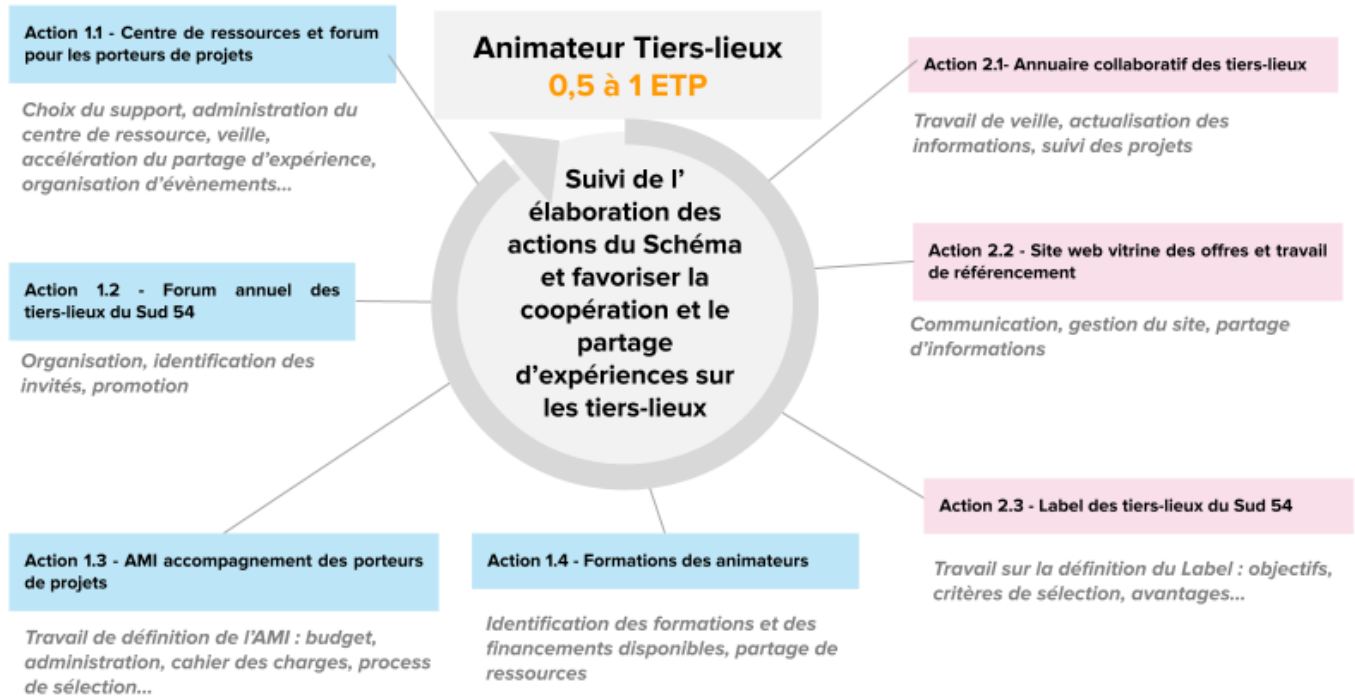 Action 1.1 - Centre de ressources et forum
pour les porteurs de projets
Choix du support, administration du
centre de ressource, veille,
accélération du partage d'expérience,
organisation d'évènements...
Action 1.2 - Forum annuel des
tiers-lieux du Sud 54
Organisation, identification des
invités, promotion
Action 1.3 - AMI accompagnement des porteurs
de projets
Travail de définition de l'AMI : budget,
administration, cahier des charges, process
de sélection...
Animateur Tiers-lieux
0,5 à 1 ETP
Suivi de l'
élaboration des
actions du Schéma
et favoriser la
coopération et le
partage
d'expériences sur
les tiers-lieux
Action 1.4 - Formations des animateurs
Identification des formations et des
financements disponibles, partage de
ressources
Action 2.1- Annuaire collaboratif des tiers-lieux
Travail de veille, actualisation des
informations, suivi des projets
Action 2.2 - Site web vitrine des offres et travail
de référencement
Communication, gestion du site, partage
d'informations
Action 2.3 - Label des tiers-lieux du Sud 54
Travail sur la définition du Label : objectifs,
critères de sélection, avantages...